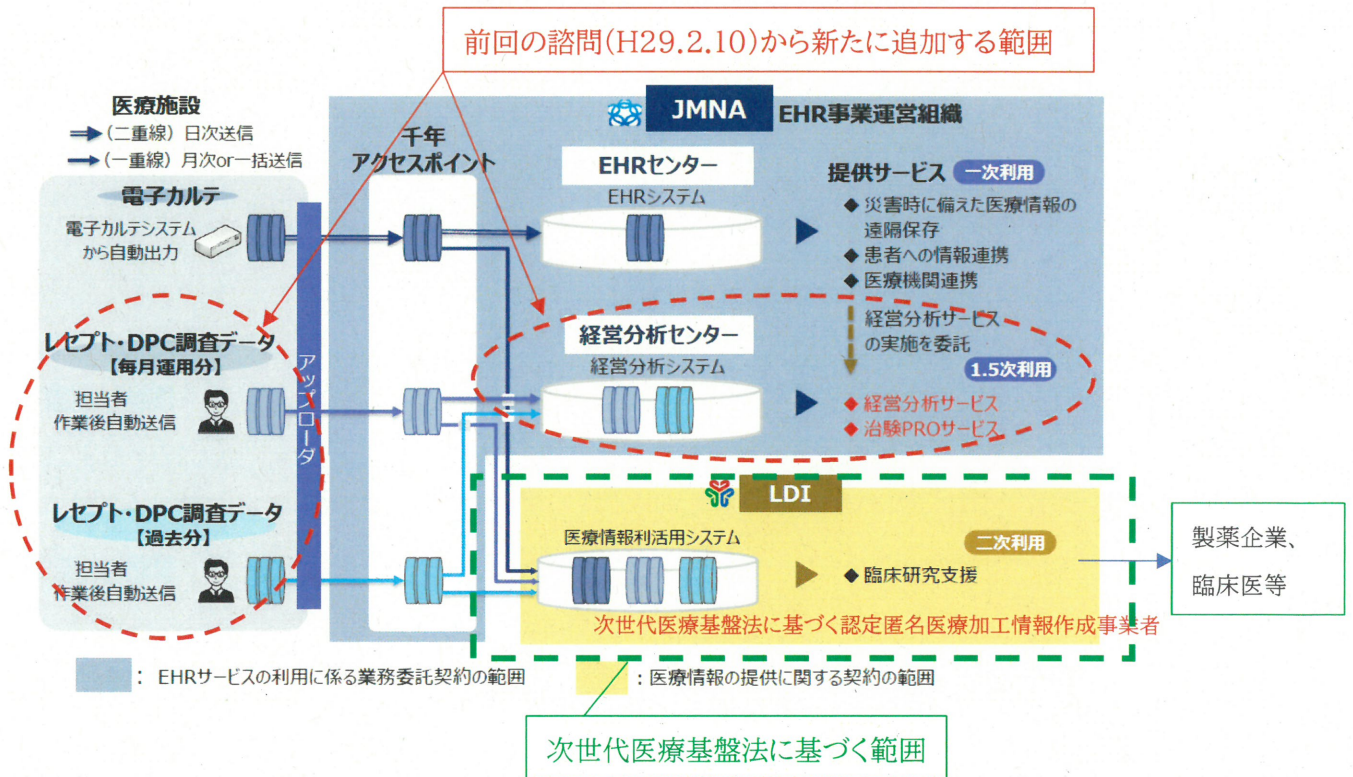 前回の諮問(H29.2.10)から新たに追加する範囲
医療施設
(二重線) 日次送信
(一重線) 月次or一括送信
千年
アクセスポイント
JMNA
EHR事業運営組織
電子カルテ
電子カルテシステム
から自動出力
EHRセンター
EHRシステム
提供サービス
一次利用
◆ 災害時に備えた医療情報の
遠隔保存
◆ 患者への情報連携
◆ 医療機関連携
経営分析サービス
の実施を委託
アップローダ
レセプト・DPC調査データ
【毎月運用分】
担当者
作業後自動送信
経営分析センター
経営分析システム
1.5次利用
◆ 経営分析サービス
◆ 治験PROサービス
レセプト・DPC調査データ
【過去分】
担当者
作業後自動送信
LDI
医療情報利活用システム
二次利用
◆ 臨床研究支援
次世代医療基盤法に基づく認定匿名医療加工情報作成事業者
製薬企業、
臨床医等
： EHRサービスの利用に係る業務委託契約の範囲
：医療情報の提供に関する契約の範囲
次世代医療基盤法に基づく範囲